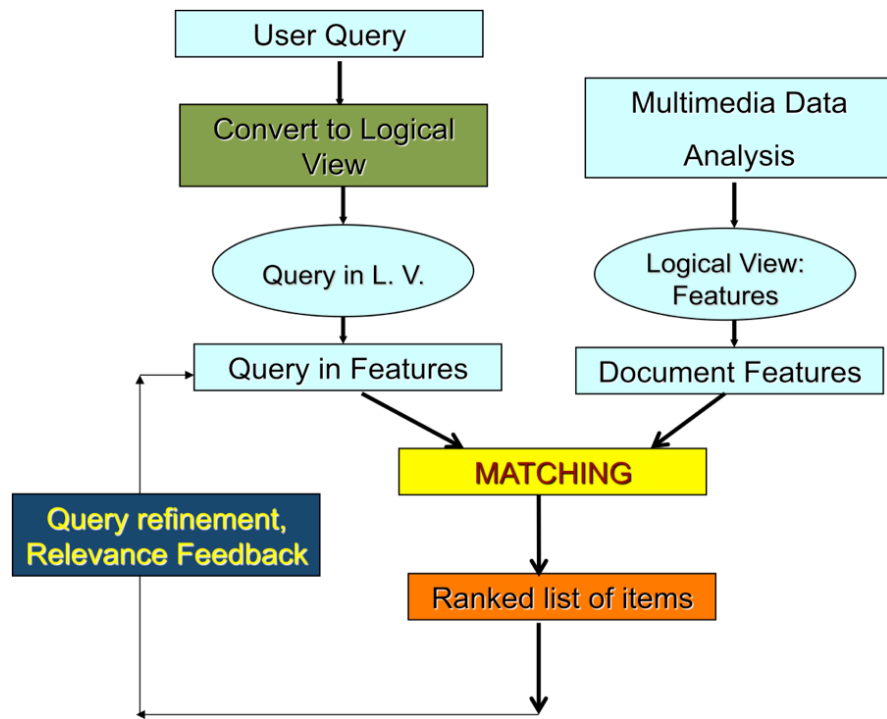 User Query
Convert to Logical
View
Query in L. V.
Query in Features
Multimedia Data
Analysis
Logical View:
Features
Document Features
MATCHING
Query refinement,
Relevance Feedback
Ranked list of items